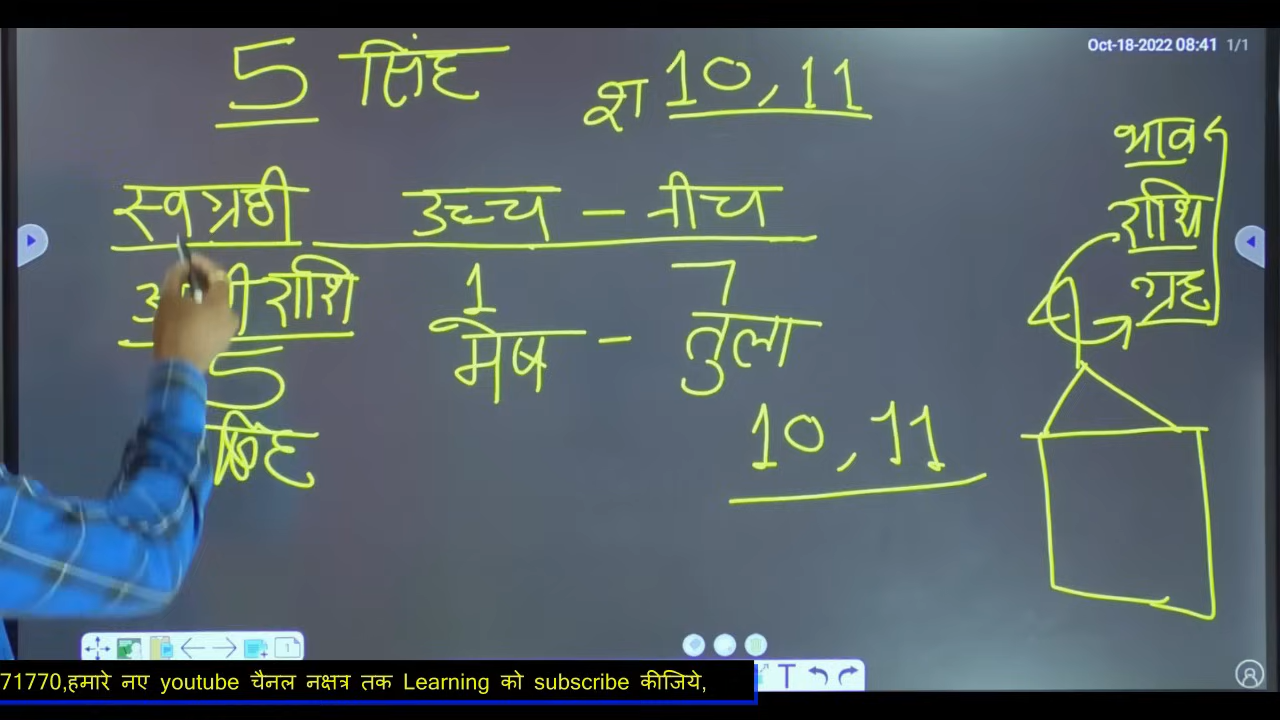 Oct-18-2022 08:41 1/1
5 सिंह श 10,11
भाव
राशि
ग्रह
स्वग्रही उच्च – नीच
राशि 1 7
5 मेष – तुला
सिंह 10,11
1
T
71770,हमारे नए youtube चैनल नक्षत्र तक Learning को subscribe कीजिये,